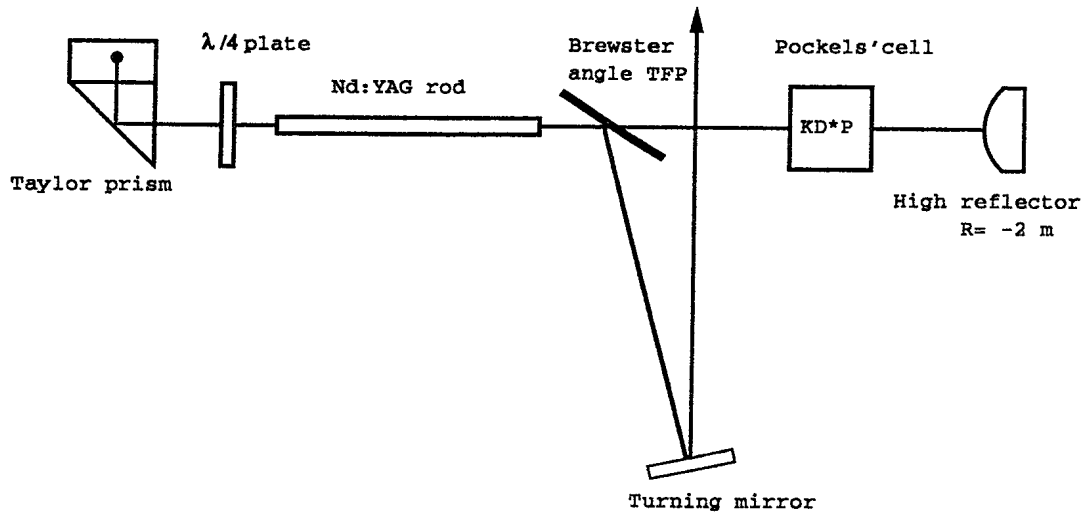 λ/4 plate
Nd:YAG rod
Brewster
angle TFP
Pockels'cell
KD*P
Taylor prism
High reflector
R= -2 m
Turning mirror